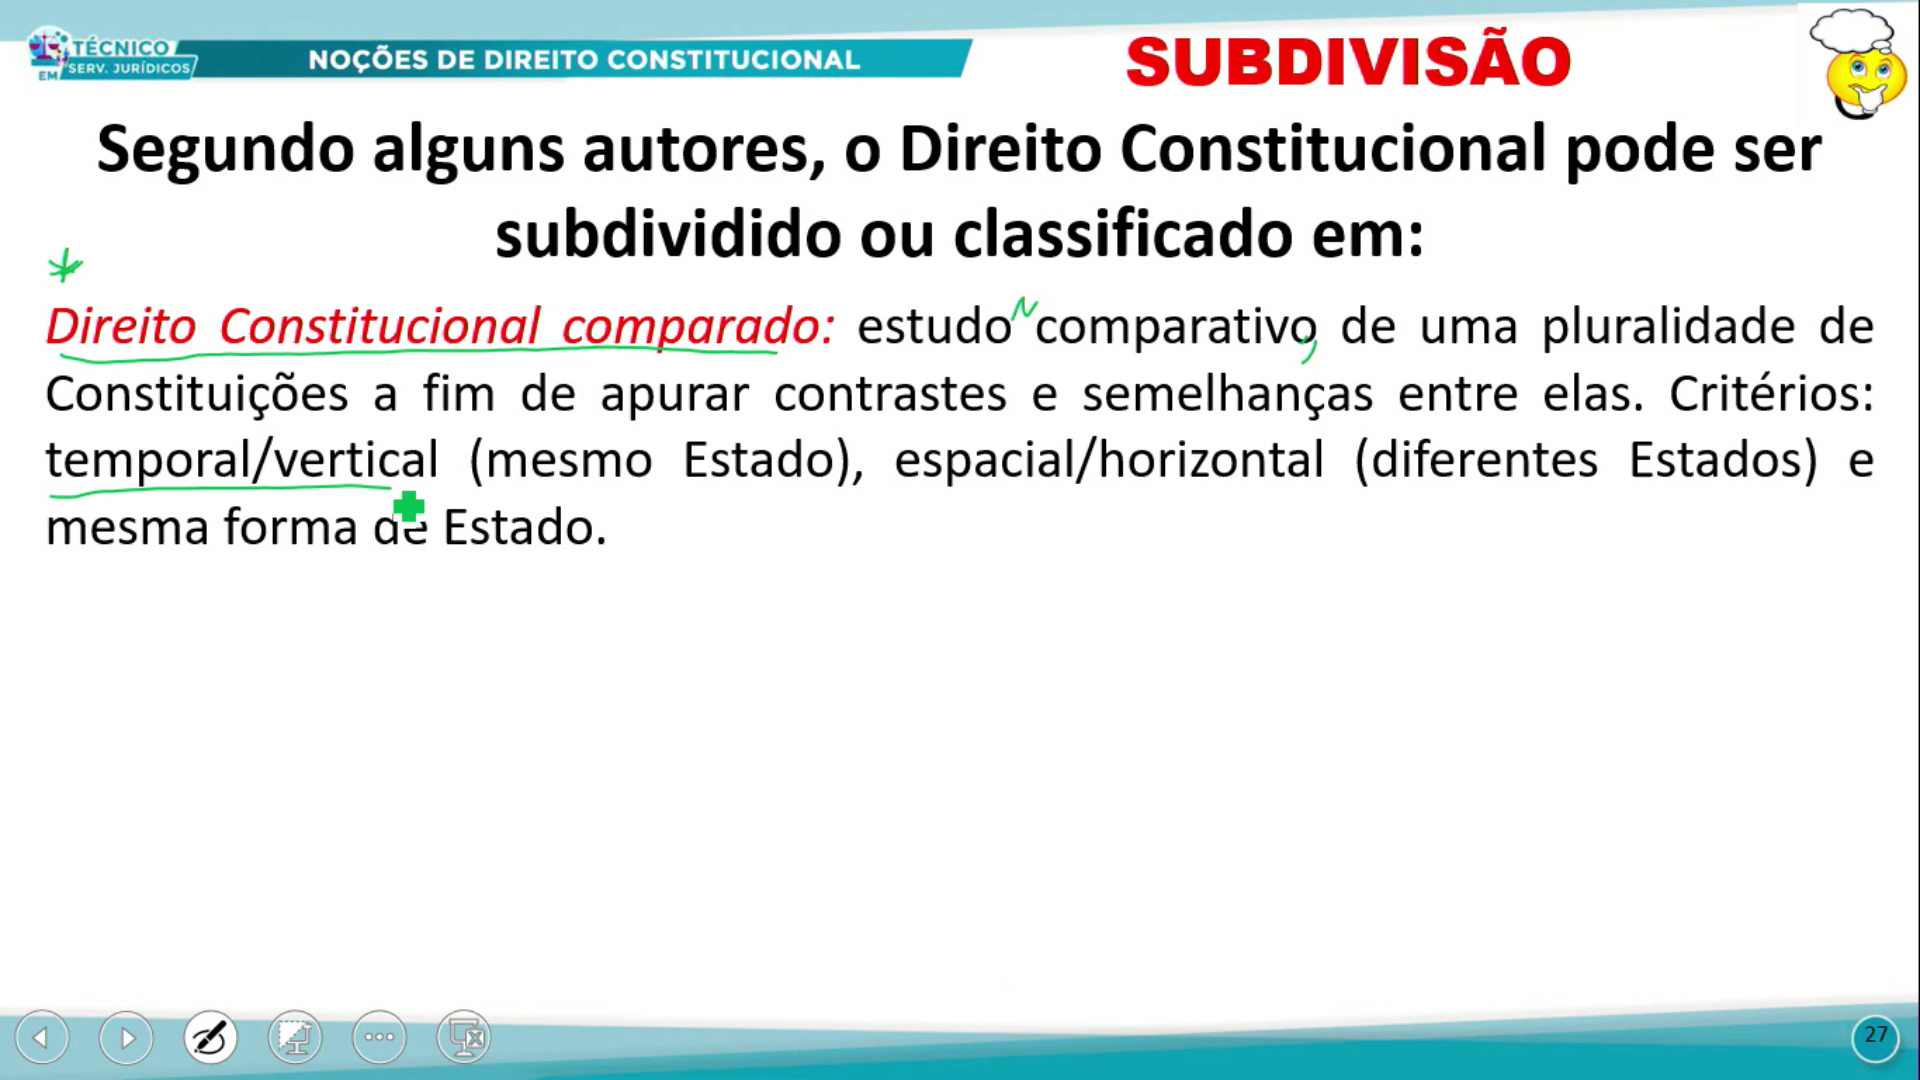 TÉCNICO
EM SERV. JURÍDICOS
NOÇÕES DE DIREITO CONSTITUCIONAL
SUBDIVISÃO
Segundo alguns autores, o Direito Constitucional pode ser
subdividido ou classificado em:
Direito Constitucional comparado: estudo comparativo de uma pluralidade de
Constituições a fim de apurar contrastes e semelhanças entre elas. Critérios:
temporal/vertical (mesmo Estado), espacial/horizontal (diferentes Estados) e
mesma forma de Estado.
27